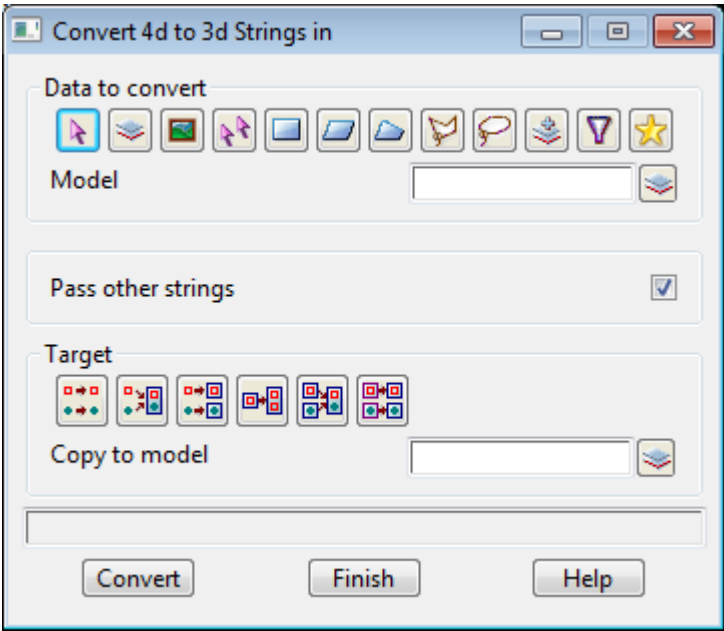 Convert 4d to 3d Strings in
Data to convert
Model
Pass other strings
Target
Copy to model
Convert Finish Help